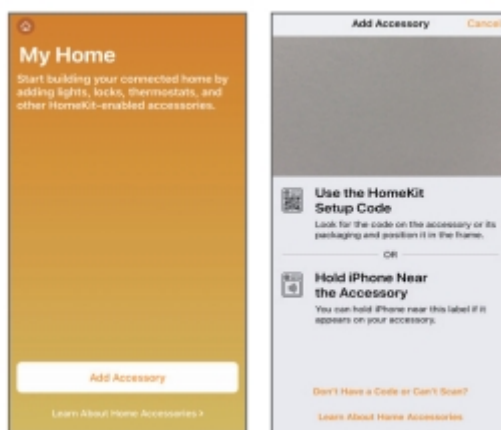 My Home
Start building your connected home by
adding lights, locks, thermostats, and
other HomeKit-enabled accessories.
Add Accessory
Learn About Home Accessories >
Add Accessory
Cancel
Use the HomeKit
Setup Code
Look for the code on the accessory or its
packaging and position it in the frame.
OR
Hold iPhone Near
the Accessory
You can hold iPhone near this label if it
appears on your accessory.
Don't Have a Code or Can't Scan?
Learn About Home Accessories